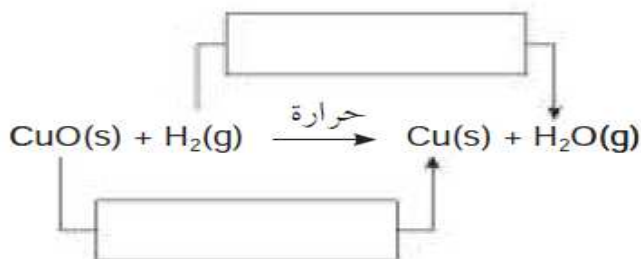 حرارة
CuO(s) + H₂(g) ⟶ Cu(s) + H₂O(g)